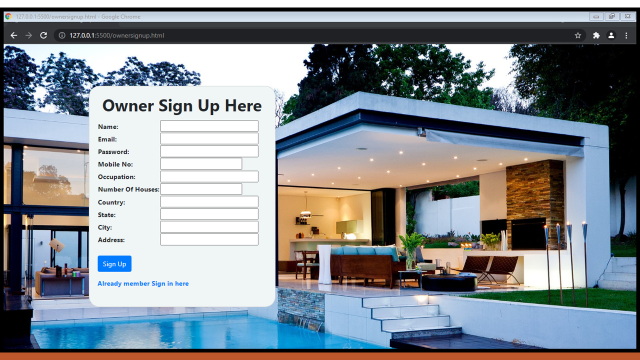 127.0.0.1:5500/ownersignup.html - Google Chrome
127.0.0.1:5500/ownersignup.html
Owner Sign Up Here
Name:
Email:
Password:
Mobile No:
Occupation:
Number Of Houses:
Country:
State:
City:
Address:
Sign Up
Already member Sign in here